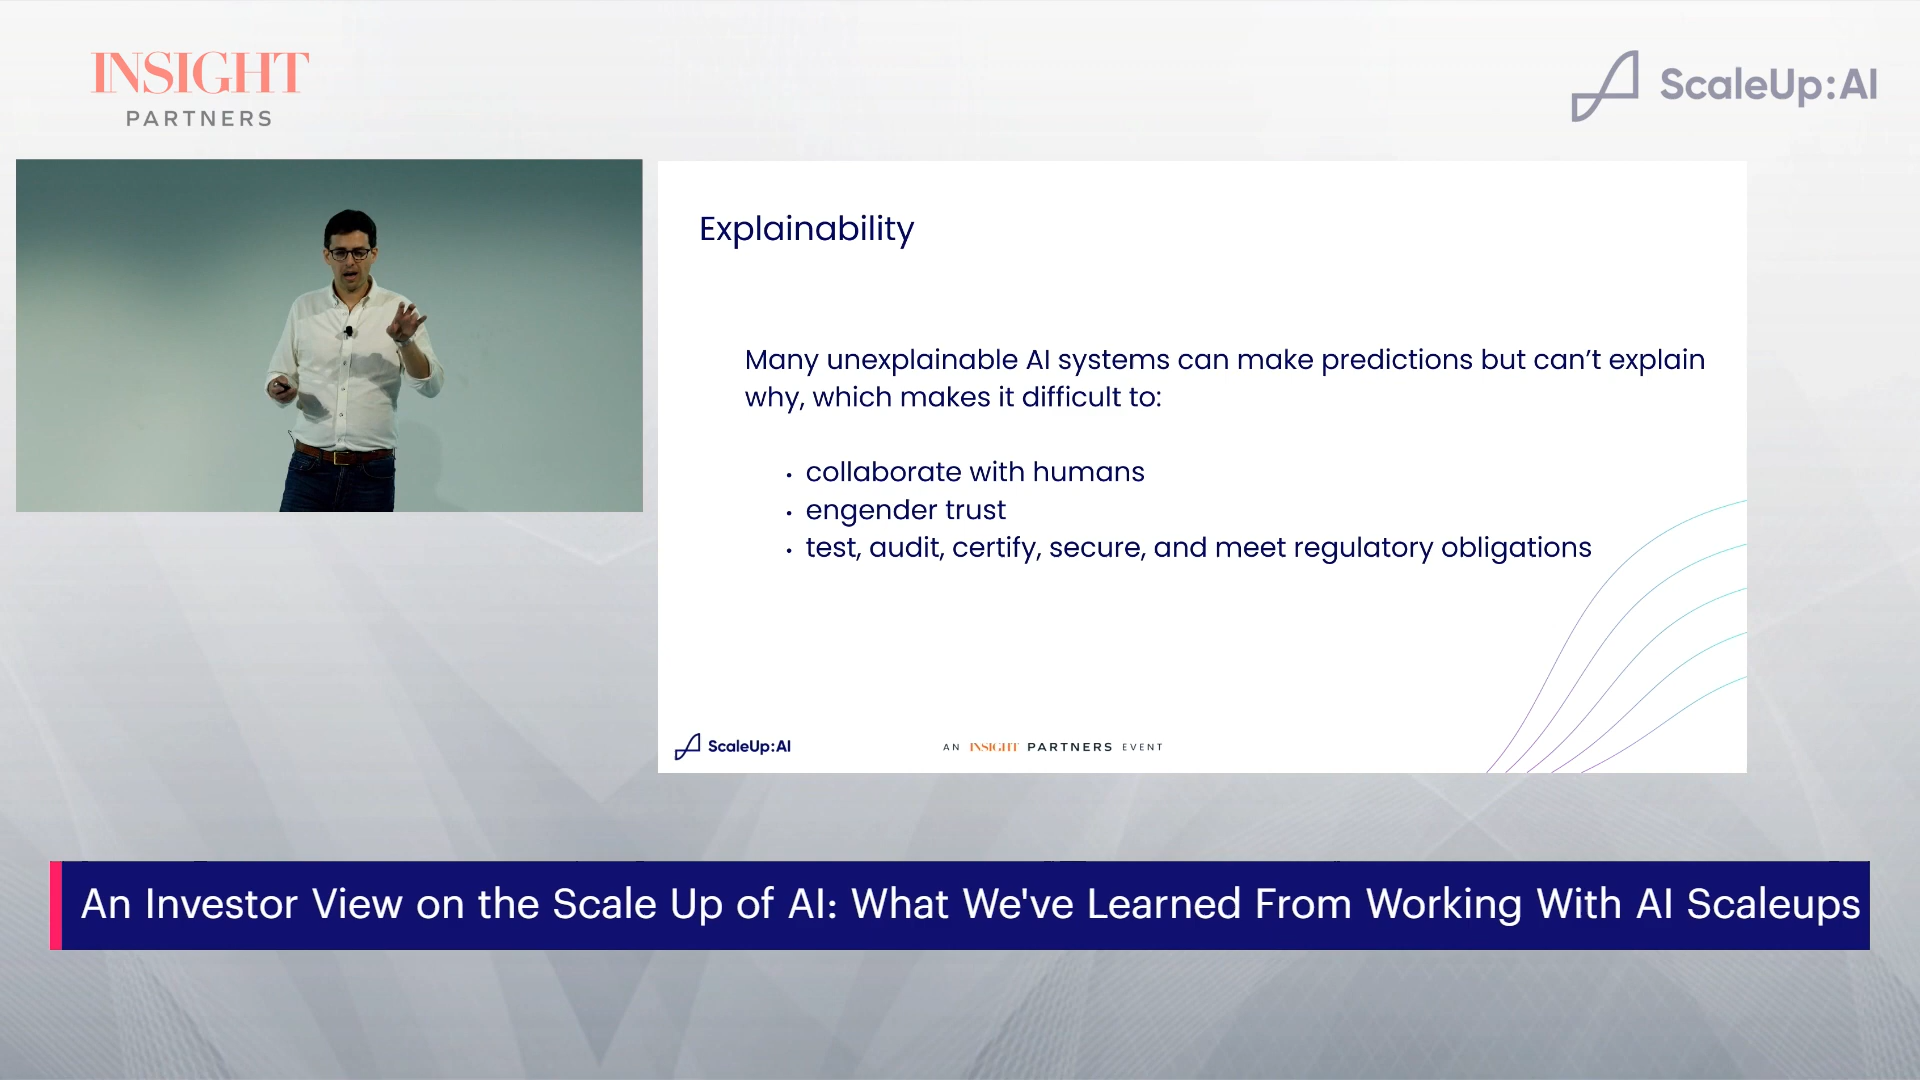 INSIGHT
PARTNERS
ScaleUp:AI
Explainability
Many unexplainable AI systems can make predictions but can’t explain
why, which makes it difficult to:
• collaborate with humans
• engender trust
• test, audit, certify, secure, and meet regulatory obligations
ScaleUp:AI
AN INSIGHT PARTNERS EVENT
An Investor View on the Scale Up of AI: What We've Learned From Working With AI Scaleups